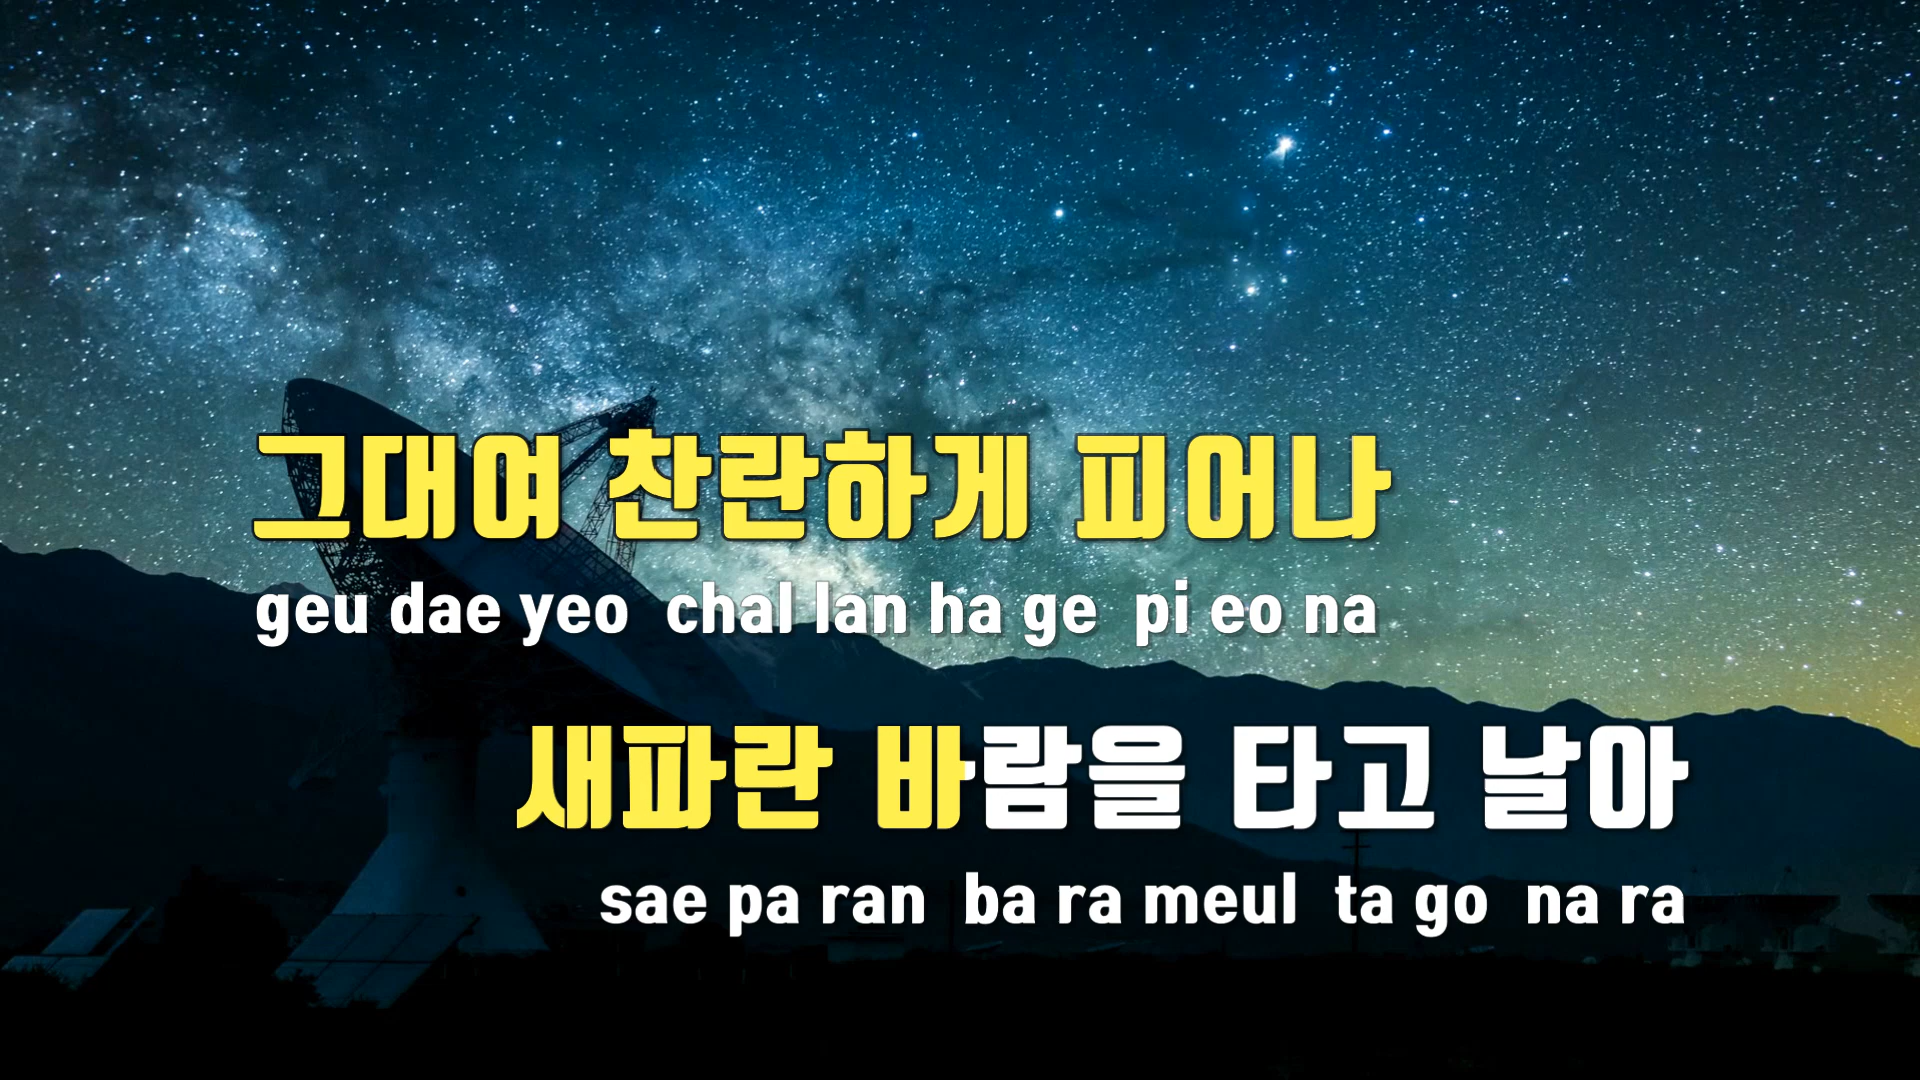 그대여 찬란하게 피어나
geu dae yeo chal lan ha ge pi eo na
새파란 바람을 타고 날아
sae pa ran ba ra meul ta go na ra